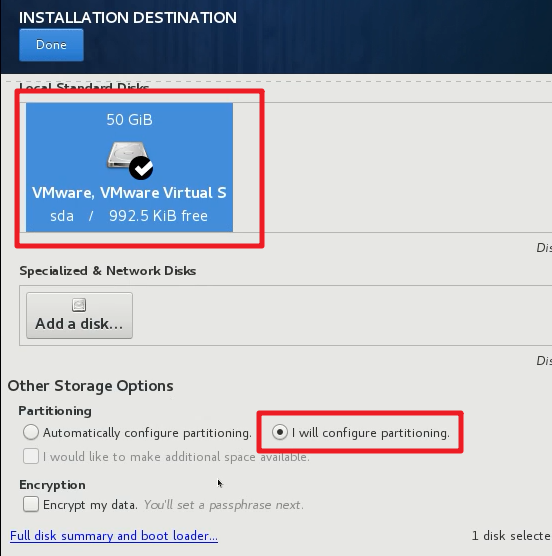 INSTALLATION DESTINATION
Done
Local Standard Disks
50 GiB
VMware, VMware Virtual S
sda / 992.5 KiB free
Dis
Specialized & Network Disks
Add a disk...
Dis
Other Storage Options
Partitioning
Automatically configure partitioning. I will configure partitioning.
I would like to make additional space available.
Encryption
Encrypt my data. You'll set a passphrase next.
Full disk summary and boot loader... 1 disk selecte